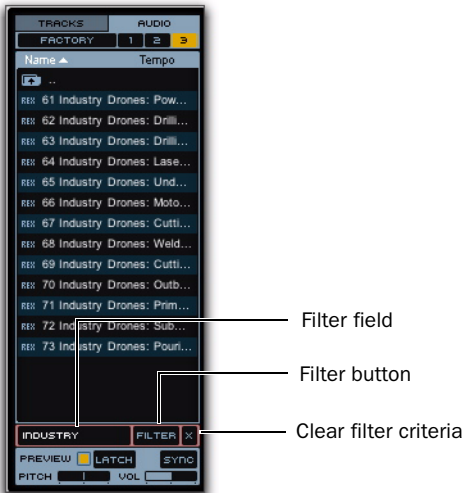 TRACKS AUDIO
FACTORY 1 2 3
Name Tempo
..
REX 61 Industry Drones: Pow...
REX 62 Industry Drones: Drilli...
REX 63 Industry Drones: Drilli...
REX 64 Industry Drones: Lase...
REX 65 Industry Drones: Und...
REX 66 Industry Drones: Moto...
REX 67 Industry Drones: Cutti...
REX 68 Industry Drones: Weld...
REX 69 Industry Drones: Cutti...
REX 70 Industry Drones: Outb...
REX 71 Industry Drones: Prim...
REX 72 Industry Drones: Sub...
REX 73 Industry Drones: Pouri...
Filter field
Filter button
INDUSTRY FILTER X
Clear filter criteria
PREVIEW LATCH SYNC
PITCH VOL